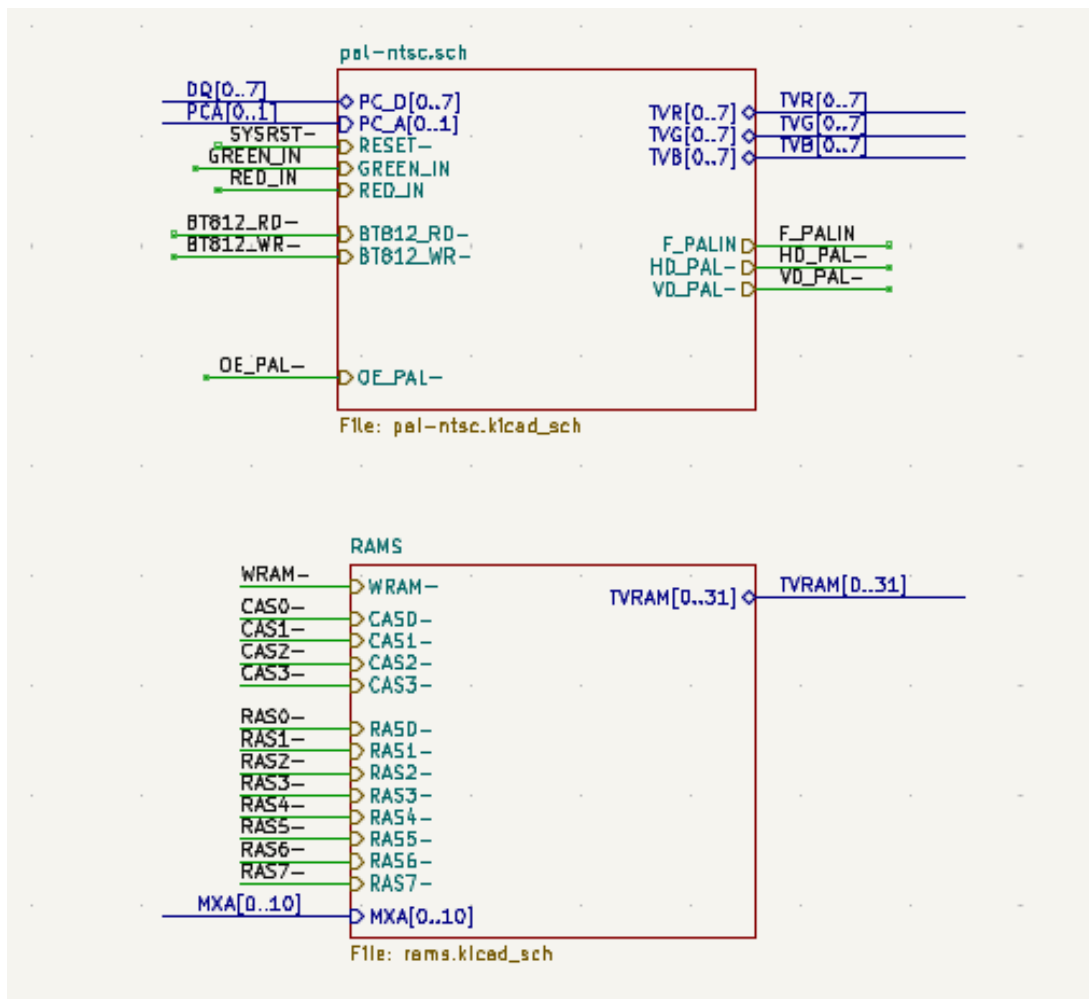 pal-ntsc.sch
DQ[0..7]
PCA[0..1]
SYSRST-
GREEN_IN
RED_IN
BT812_RD-
BT812_WR-
OE_PAL-
PC_D[0..7]
PC_A[0..1]
RESET-
GREEN_IN
RED_IN
BT812_RD-
BT812_WR-
OE_PAL-
TVR[0..7]
TVG[0..7]
TVB[0..7]
F_PALIN
HD_PAL-
VD_PAL-
TVR[0..7]
TVG[0..7]
TVB[0..7]
F_PALIN
HD_PAL-
VD_PAL-
File: pal-ntsc.kicad_sch
RAMS
WRAM-
CAS0-
CAS1-
CAS2-
CAS3-
RAS0-
RAS1-
RAS2-
RAS3-
RAS4-
RAS5-
RAS6-
RAS7-
MXA[0..10]
WRAM-
CAS0-
CAS1-
CAS2-
CAS3-
RAS0-
RAS1-
RAS2-
RAS3-
RAS4-
RAS5-
RAS6-
RAS7-
MXA[0..10]
TVRAM[0..31]
TVRAM[0..31]
File: rams.kicad_sch